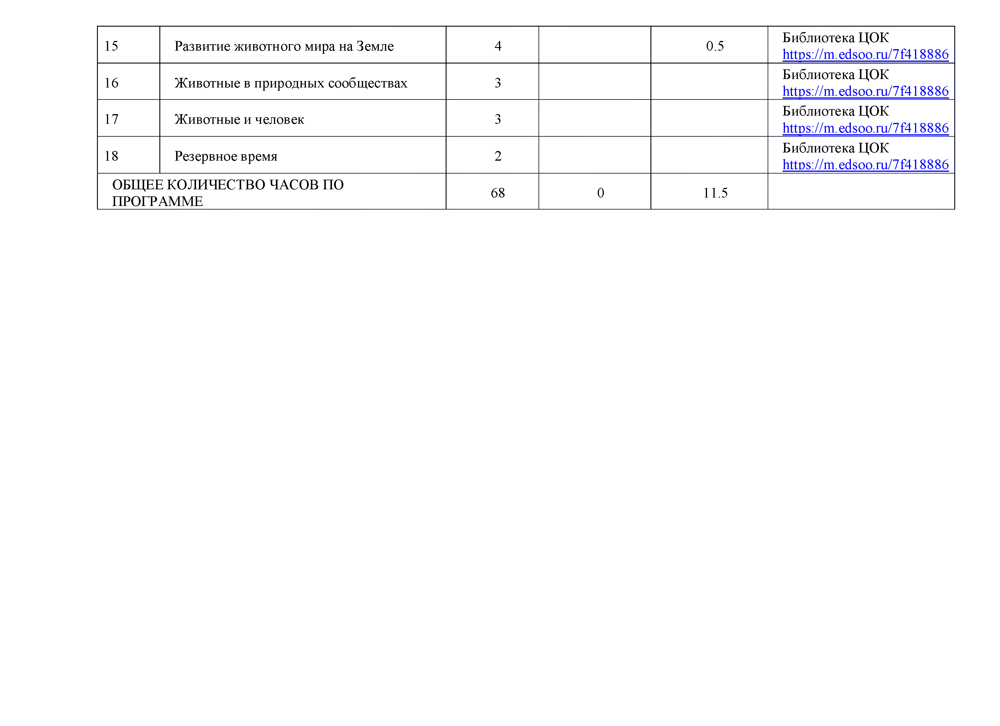 15 Развитие животного мира на Земле 4 0.5 Библиотека ЦОК
https://m.edsoo.ru/7f418886
16 Животные в природных сообществах 3 Библиотека ЦОК
https://m.edsoo.ru/7f418886
17 Животные и человек 3 Библиотека ЦОК
https://m.edsoo.ru/7f418886
18 Резервное время 2 Библиотека ЦОК
https://m.edsoo.ru/7f418886
ОБЩЕЕ КОЛИЧЕСТВО ЧАСОВ ПО
ПРОГРАММЕ 68 0 11.5